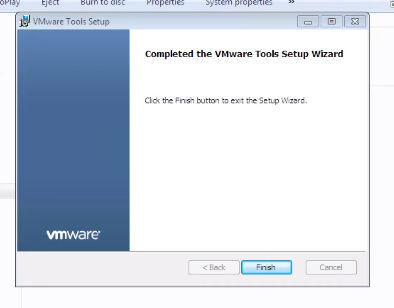 oPlay Eject Burn to disc Properties System properties »
VMware Tools Setup
Completed the VMware Tools Setup Wizard
Click the Finish button to exit the Setup Wizard.
vmware
< Back Finish Cancel